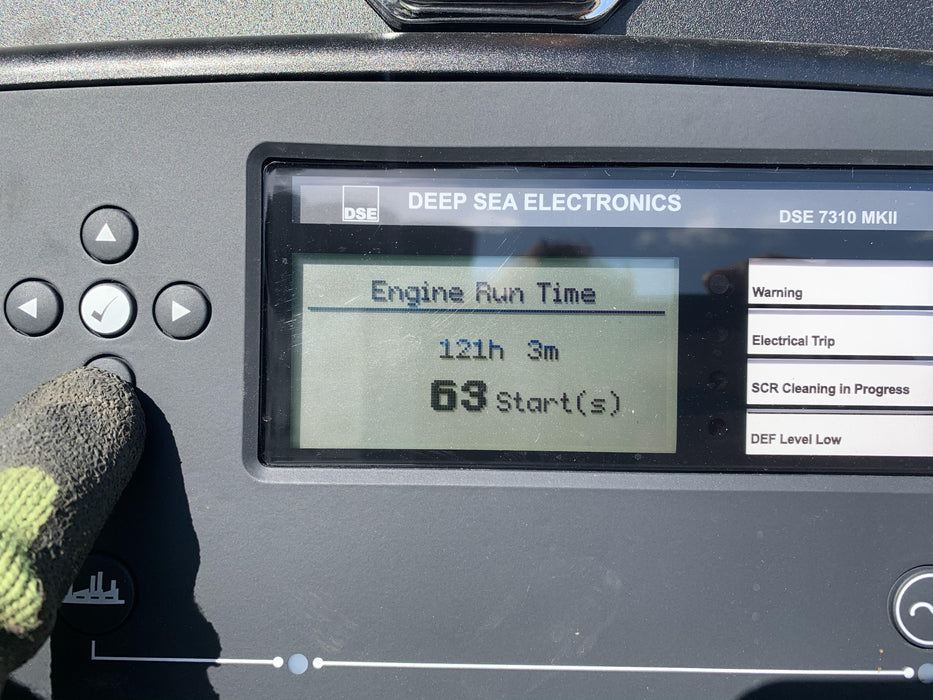 DSE
DEEP SEA ELECTRONICS
DSE 7310 MKII
Engine Run Time
121h 3m
63 Start(s)
Warning
Electrical Trip
SCR Cleaning in Progress
DEF Level Low